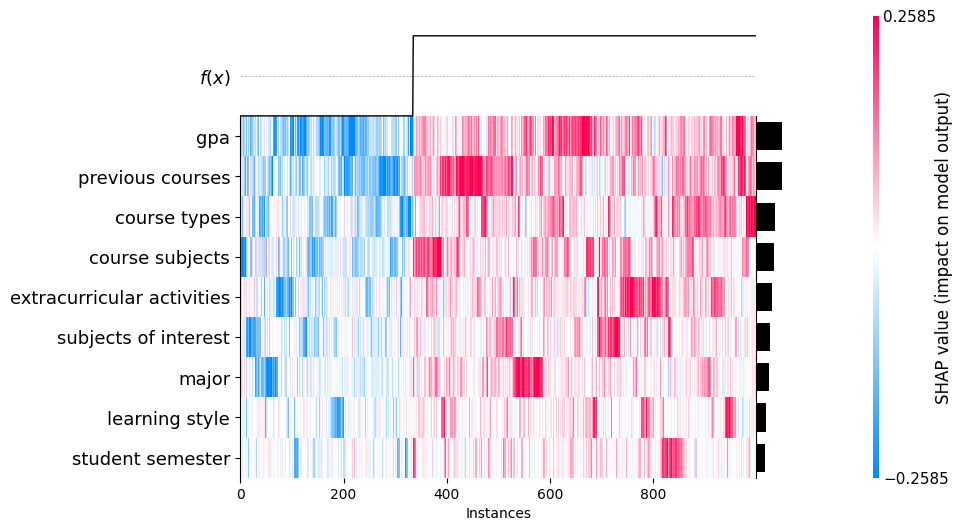 0.2585
f(x)
gpa
previous courses
course types
course subjects
extracurricular activities
subjects of interest
major
learning style
student semester
0 200 400 600 800
Instances
SHAP value (impact on model output)
−0.2585